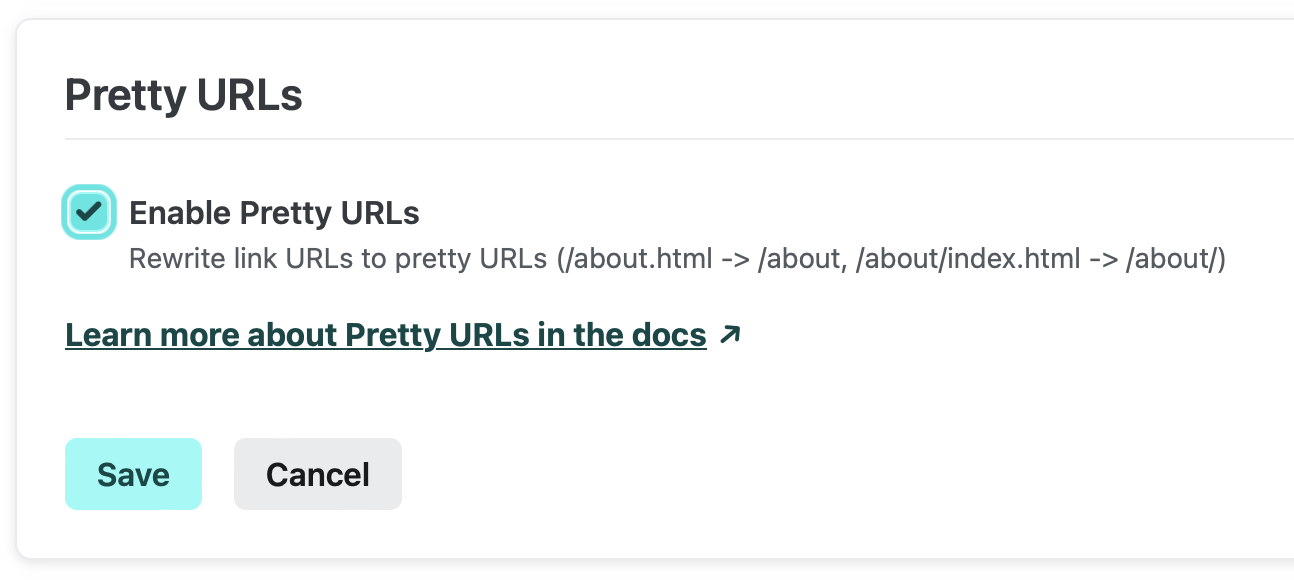 Pretty URLs
Enable Pretty URLs
Rewrite link URLs to pretty URLs (/about.html -> /about, /about/index.html -> /about/)
Learn more about Pretty URLs in the docs ↗
Save
Cancel